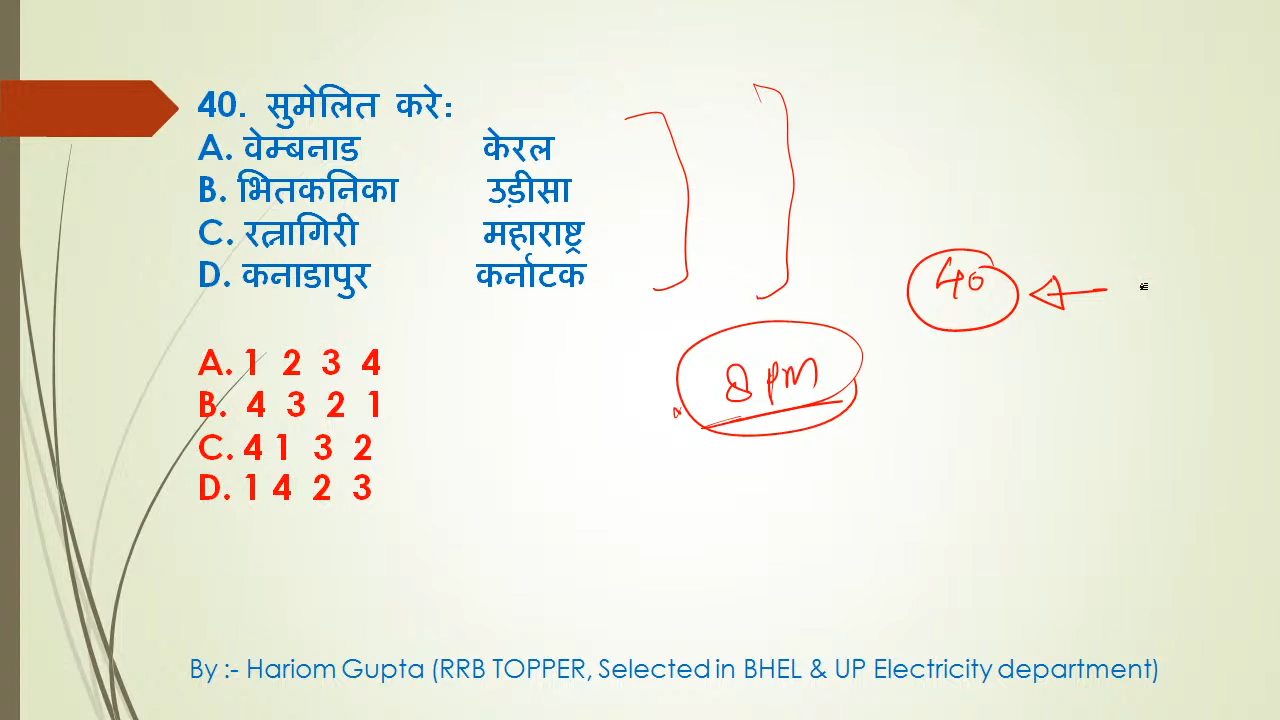 40. सुमेलित करे:
A. वेम्बनाड केरल
B. भितकनिका उड़ीसा
C. रत्नागिरी महाराष्ट्र
D. कनाडापुर कर्नाटक
40
A. 1 2 3 4
8 PM
B. 4 3 2 1
C. 4 1 3 2
D. 1 4 2 3
By :- Hariom Gupta (RRB TOPPER, Selected in BHEL & UP Electricity department)